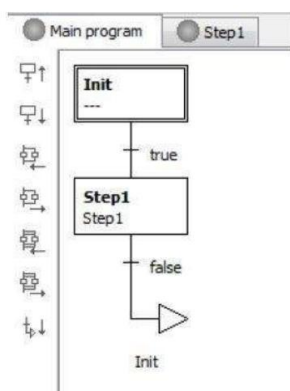 Main program
Step1
Init
---
true
Step1
Step1
false
Init